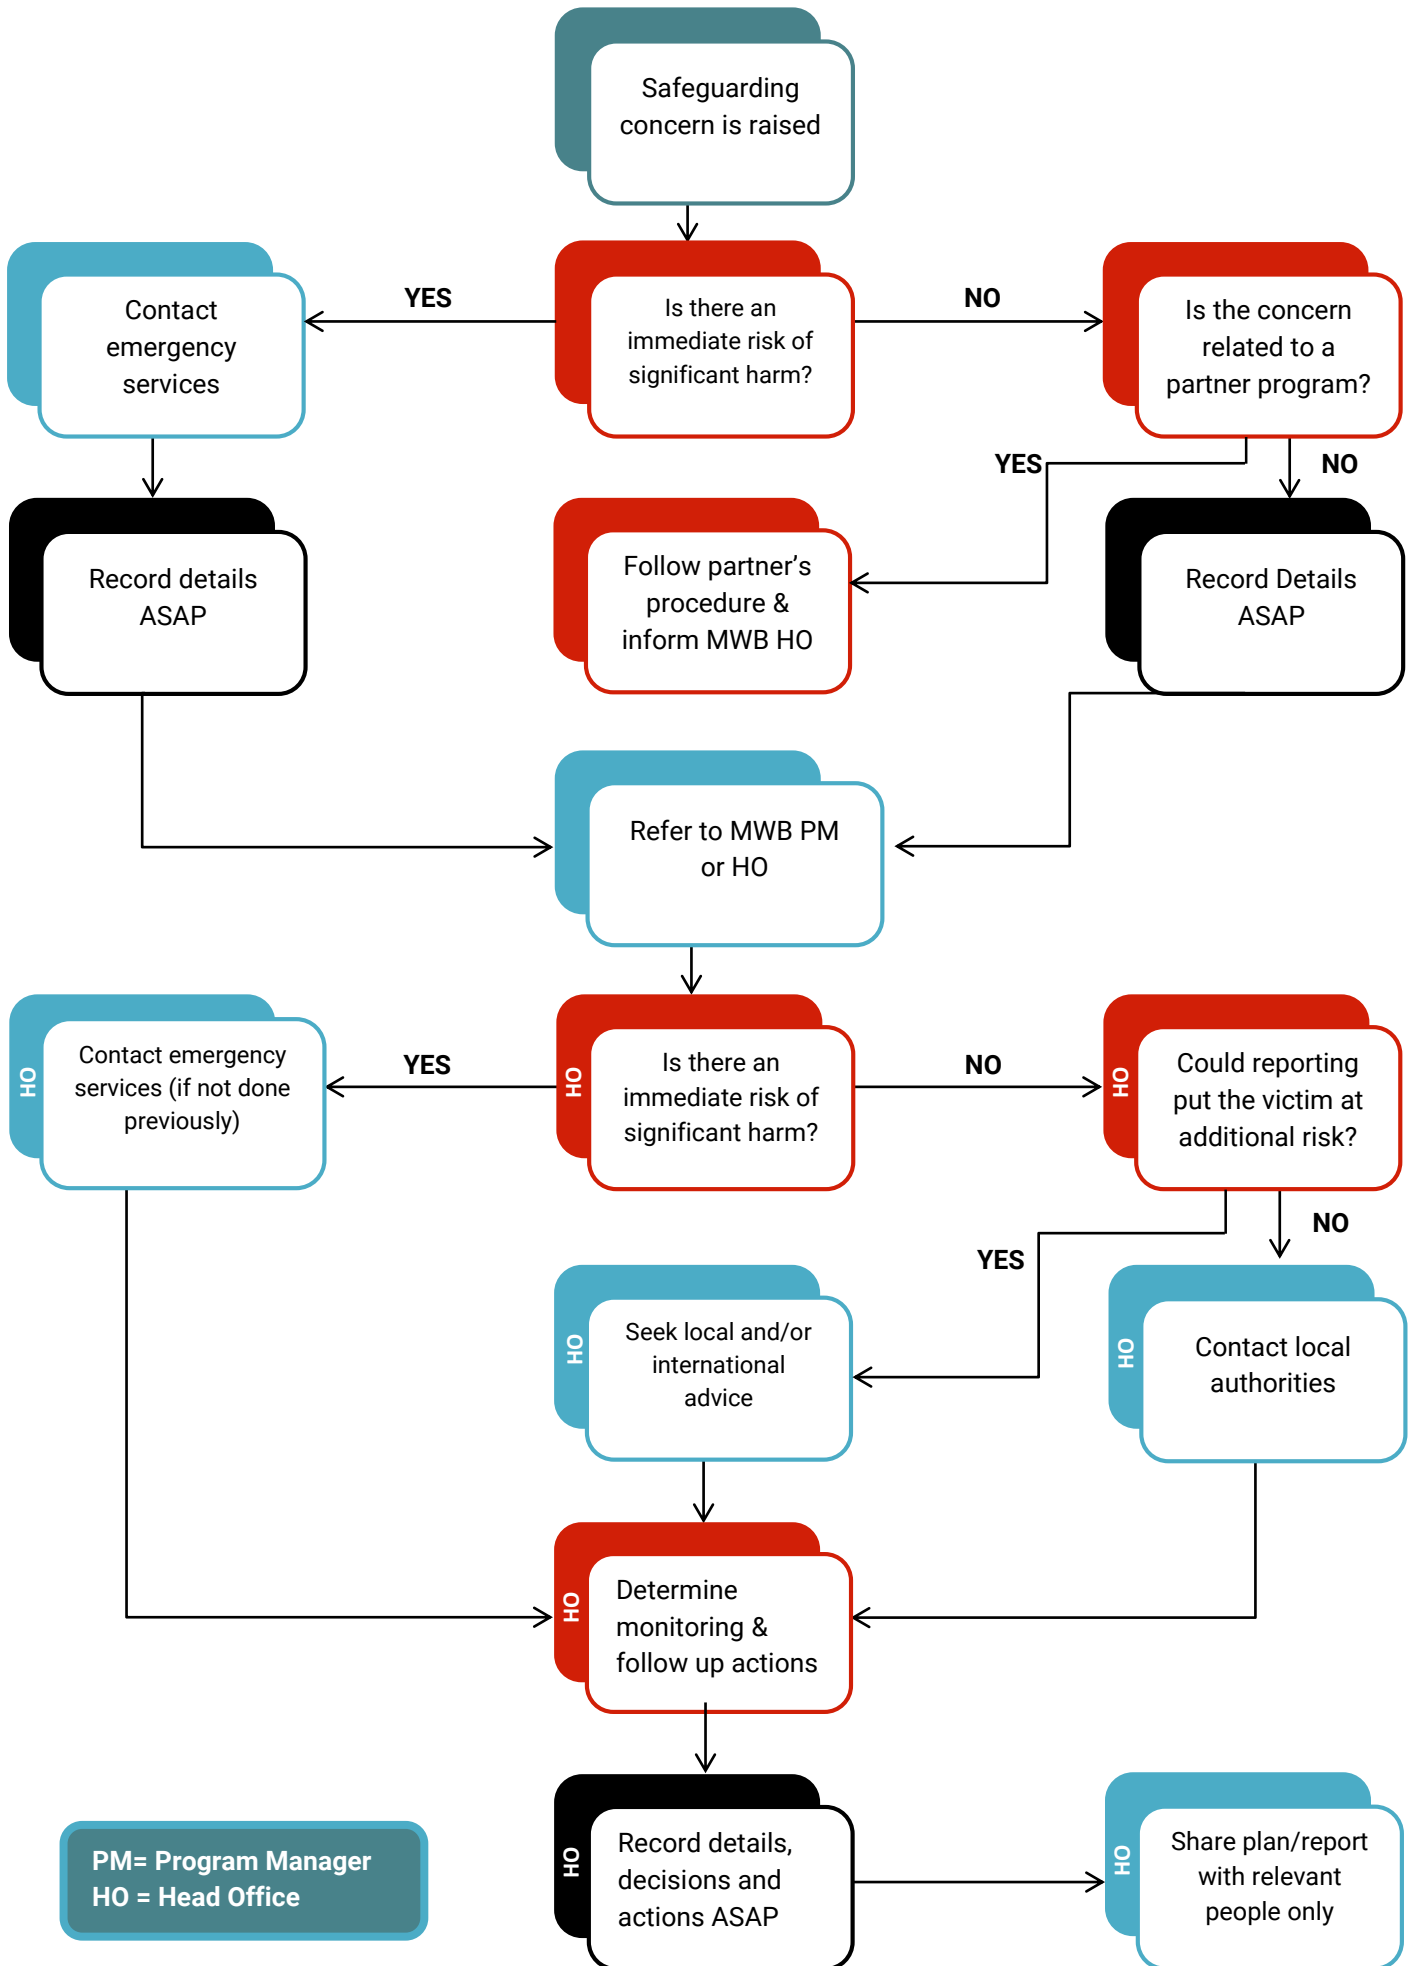 Safeguarding
concern is raised
YES
NO
Contact
emergency
services
Is there an
immediate risk of
significant harm?
Is the concern
related to a
partner program?
YES
NO
Record details
ASAP
Follow partner’s
procedure &
inform MWB HO
Record Details
ASAP
Refer to MWB PM
or HO
HO
Contact emergency
services (if not done
previously)
YES
HO
Is there an
immediate risk of
significant harm?
NO
HO
Could reporting
put the victim at
additional risk?
YES
NO
HO
Seek local and/or
international
advice
HO
Contact local
authorities
HO
Determine
monitoring &
follow up actions
PM= Program Manager
HO = Head Office
HO
Record details,
decisions and
actions ASAP
HO
Share plan/report
with relevant
people only